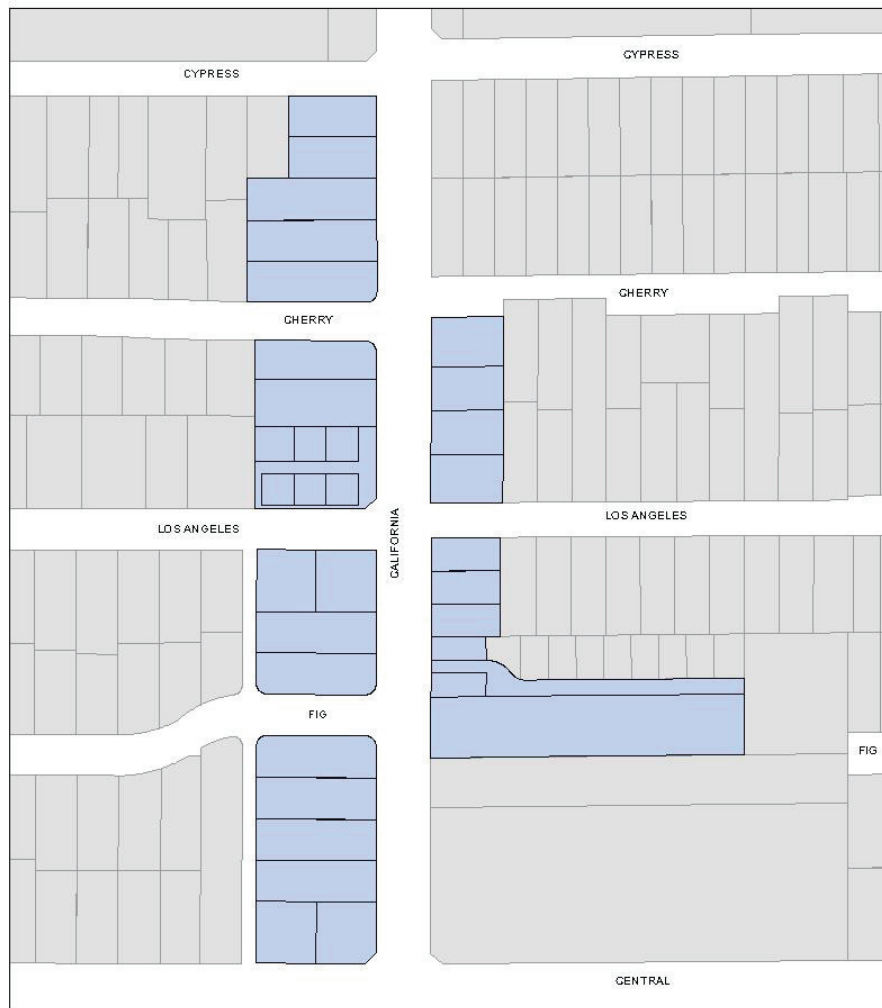 CYPRESS
CYPRESS
CHERRY
CHERRY
LOS ANGELES
LOS ANGELES
CALIFORNIA
FIG
FIG
CENTRAL